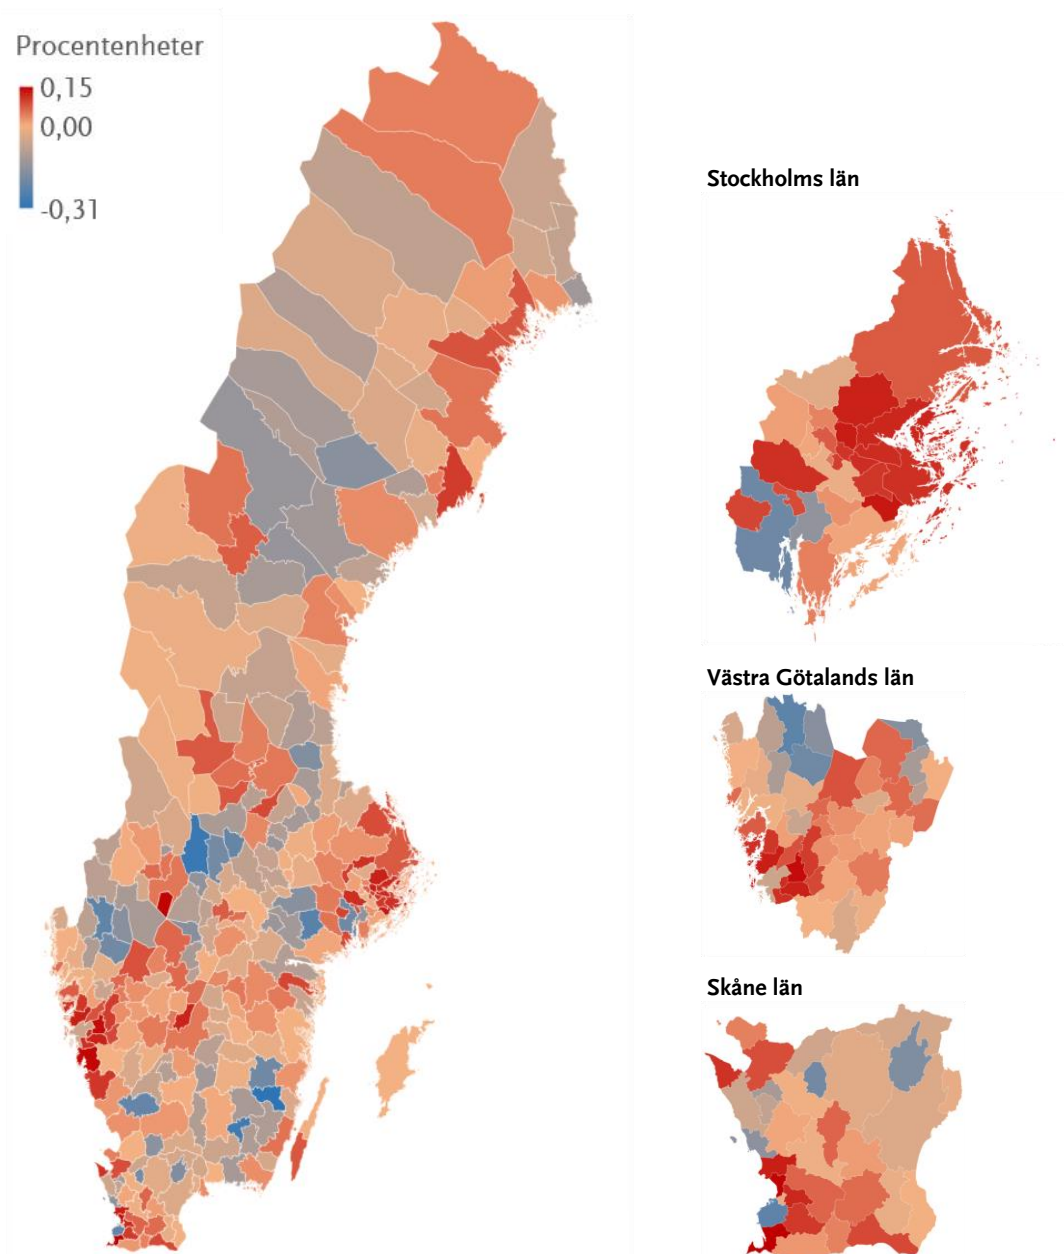 Procentenheter
0,15
0,00
-0,31
Stockholms län
Västra Götalands län
Skåne län